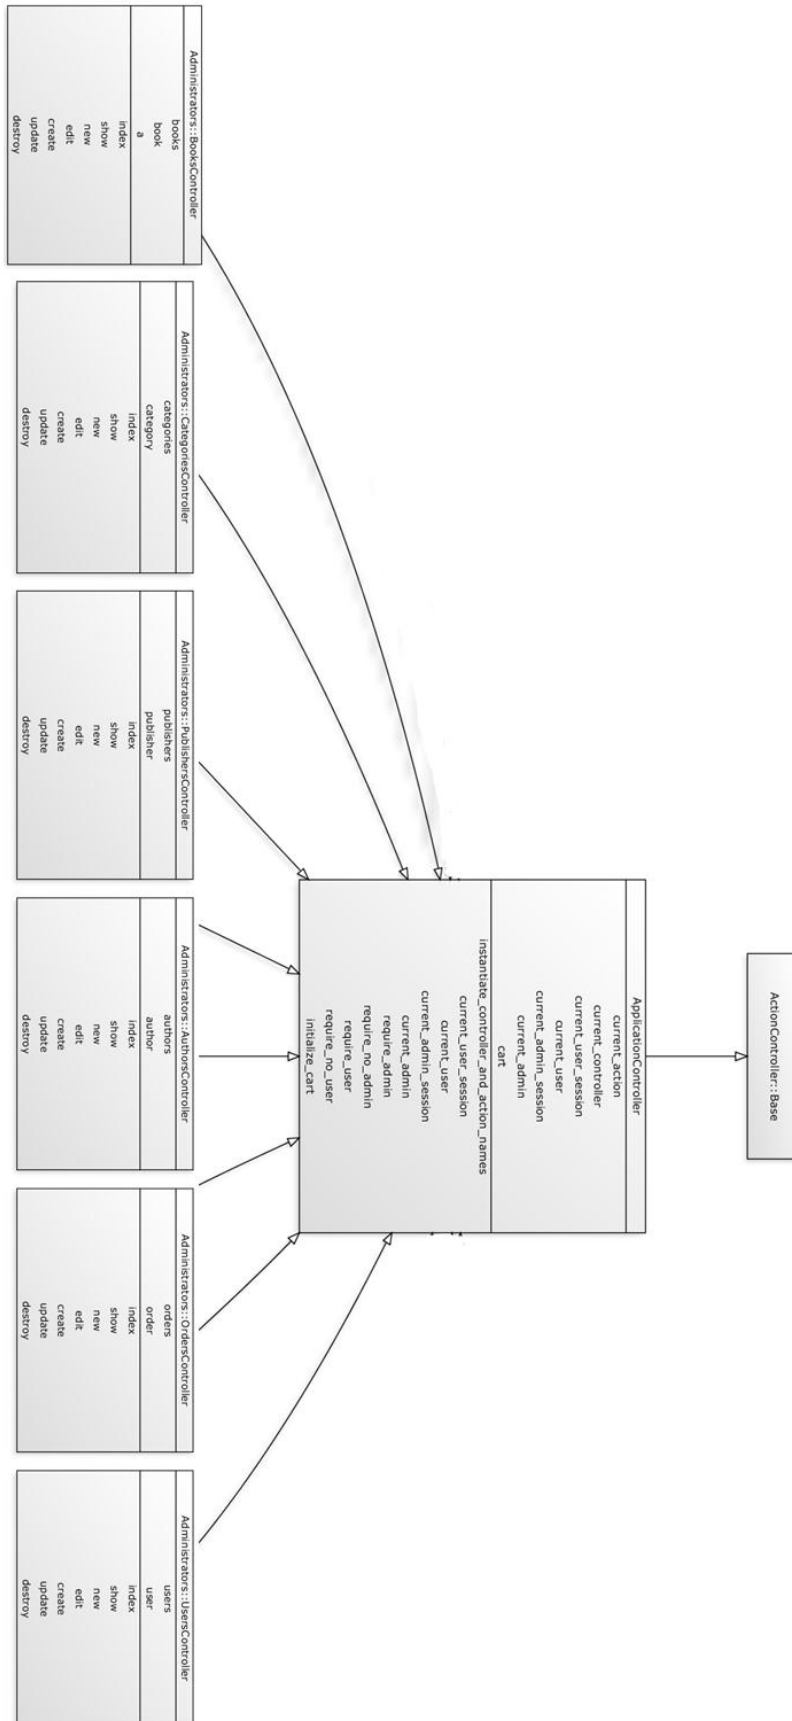 ActionController::Base
ApplicationController
current_action
current_controller
current_user_session
current_user
current_admin_session
current_admin
cart
instantiate_controller_and_action_names
current_user_session
current_user
current_admin_session
current_admin
require_admin
require_no_admin
require_user
require_no_user
initialize_cart
Administrators::BooksController
books
book
a
index
show
new
edit
create
update
destroy
Administrators::CategoriesController
categories
category
index
show
new
edit
create
update
destroy
Administrators::PublishersController
publishers
publisher
index
show
new
edit
create
update
destroy
Administrators::AuthorsController
authors
author
index
show
new
edit
create
update
destroy
Administrators::OrdersController
orders
order
index
show
new
edit
create
update
destroy
Administrators::UsersController
users
user
index
show
new
edit
create
update
destroy